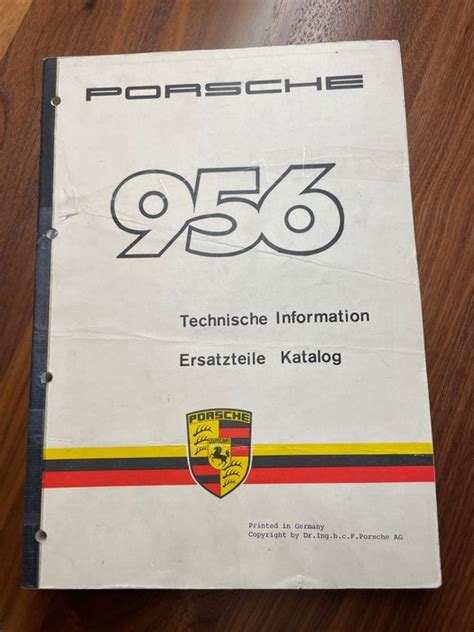 PORSCHE
956
Technische Information
Ersatzteile Katalog
PORSCHE
Printed in Germany
Copyright by Dr.Ing.h.c.F.Porsche AG